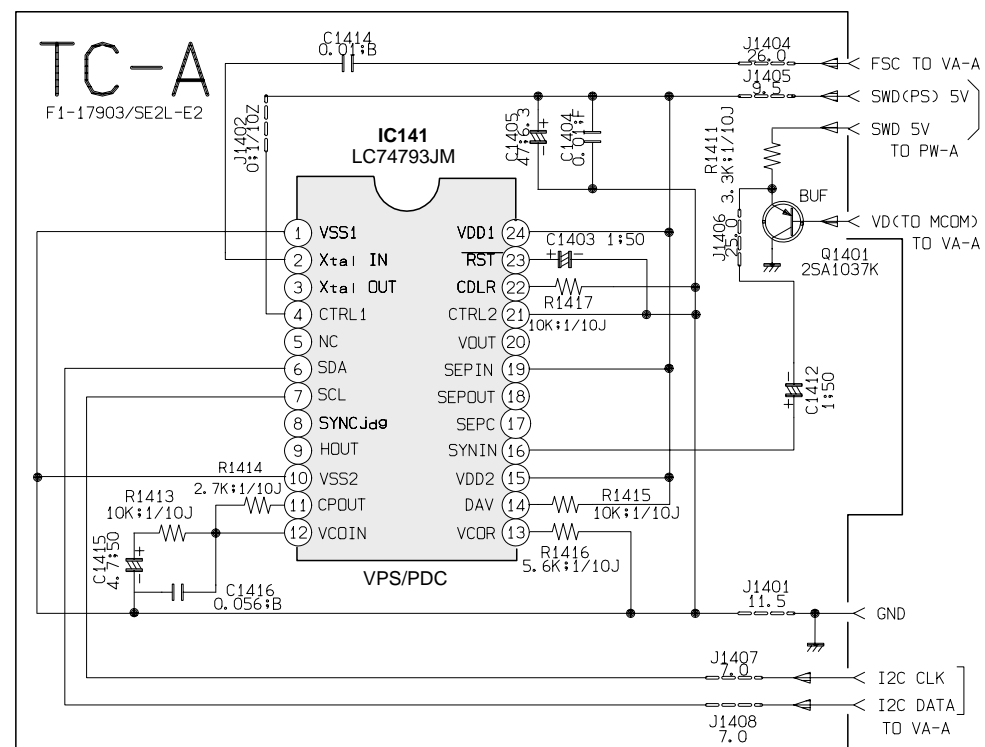 TC-A
F1-17903/SE2L-E2
C1414
0.01;B
J1404
26.0
FSC TO VA-A
J1405
9.5
SWD(PS) 5V
SWD 5V
TO PW-A
J1402
0;1/10Z
IC141
LC74793JM
C1405
47;6.3
C1404
0.01;F
R1411
3.3K;1/10J
J1406
25.0
BUF
VD(TO MCOM)
TO VA-A
Q1401
2SA1037K
1 VSS1
VDD1 24
C1403 1;50
2 Xtal IN
RST 23
3 Xtal OUT
CDLR 22
R1417
10K;1/10J
4 CTRL1
CTRL2 21
5 NC
VOUT 20
6 SDA
SEPIN 19
7 SCL
SEPOUT 18
C1412
1;50
8 SYNCJdg
SEPC 17
9 HOUT
SYNIN 16
R1414
2.7K;1/10J
10 VSS2
VDD2 15
R1413
10K;1/10J
11 CPOUT
DAV 14
R1415
10K;1/10J
12 VCOIN
VCOR 13
R1416
5.6K;1/10J
C1415
4.7;50
C1416
0.056;B
VPS/PDC
J1401
11.5
GND
J1407
7.0
I2C CLK
I2C DATA
J1408
7.0
TO VA-A